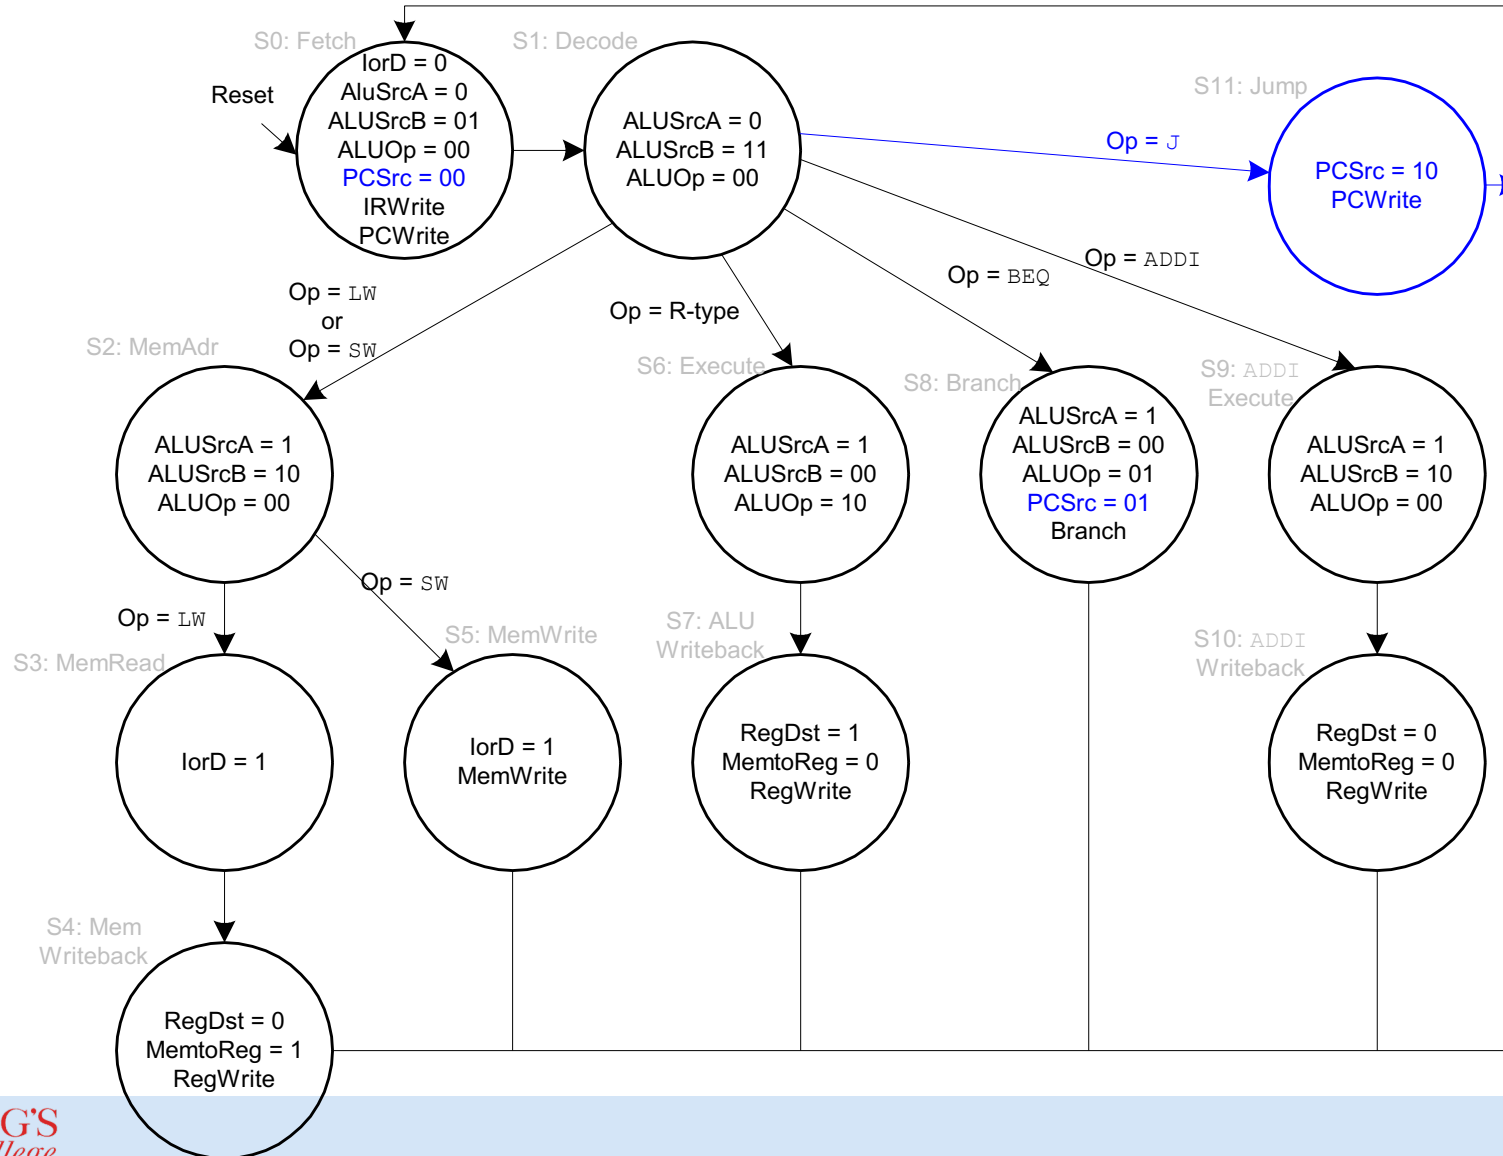 S0: Fetch
S1: Decode
S11: Jump
Reset
IorD = 0
AluSrcA = 0
ALUSrcB = 01
ALUOp = 00
PCSrc = 00
IRWrite
PCWrite
ALUSrcA = 0
ALUSrcB = 11
ALUOp = 00
Op = J
PCSrc = 10
PCWrite
Op = LW
or
Op = SW
Op = R-type
Op = BEQ
Op = ADDI
S2: MemAdr
S6: Execute
S8: Branch
S9: ADDI
Execute
ALUSrcA = 1
ALUSrcB = 10
ALUOp = 00
ALUSrcA = 1
ALUSrcB = 00
ALUOp = 10
ALUSrcA = 1
ALUSrcB = 00
ALUOp = 01
PCSrc = 01
Branch
ALUSrcA = 1
ALUSrcB = 10
ALUOp = 00
Op = LW
Op = SW
S3: MemRead
S5: MemWrite
S7: ALU
Writeback
S10: ADDI
Writeback
IorD = 1
IorD = 1
MemWrite
RegDst = 1
MemtoReg = 0
RegWrite
RegDst = 0
MemtoReg = 0
RegWrite
S4: Mem
Writeback
RegDst = 0
MemtoReg = 1
RegWrite
G'S
llege